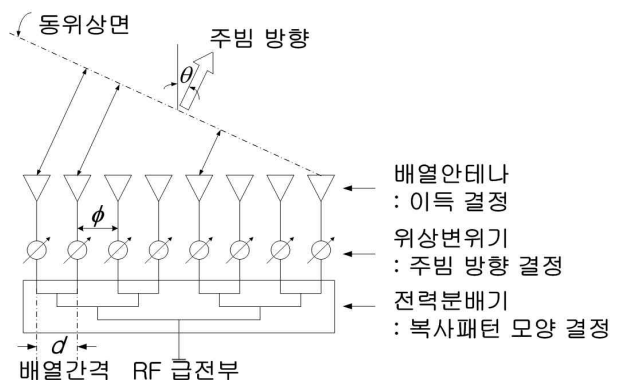 동위상면
주빔 방향
θ
배열안테나
: 이득 결정
ϕ
위상변위기
: 주빔 방향 결정
전력분배기
: 복사패턴 모양 결정
d
배열간격 RF 급전부